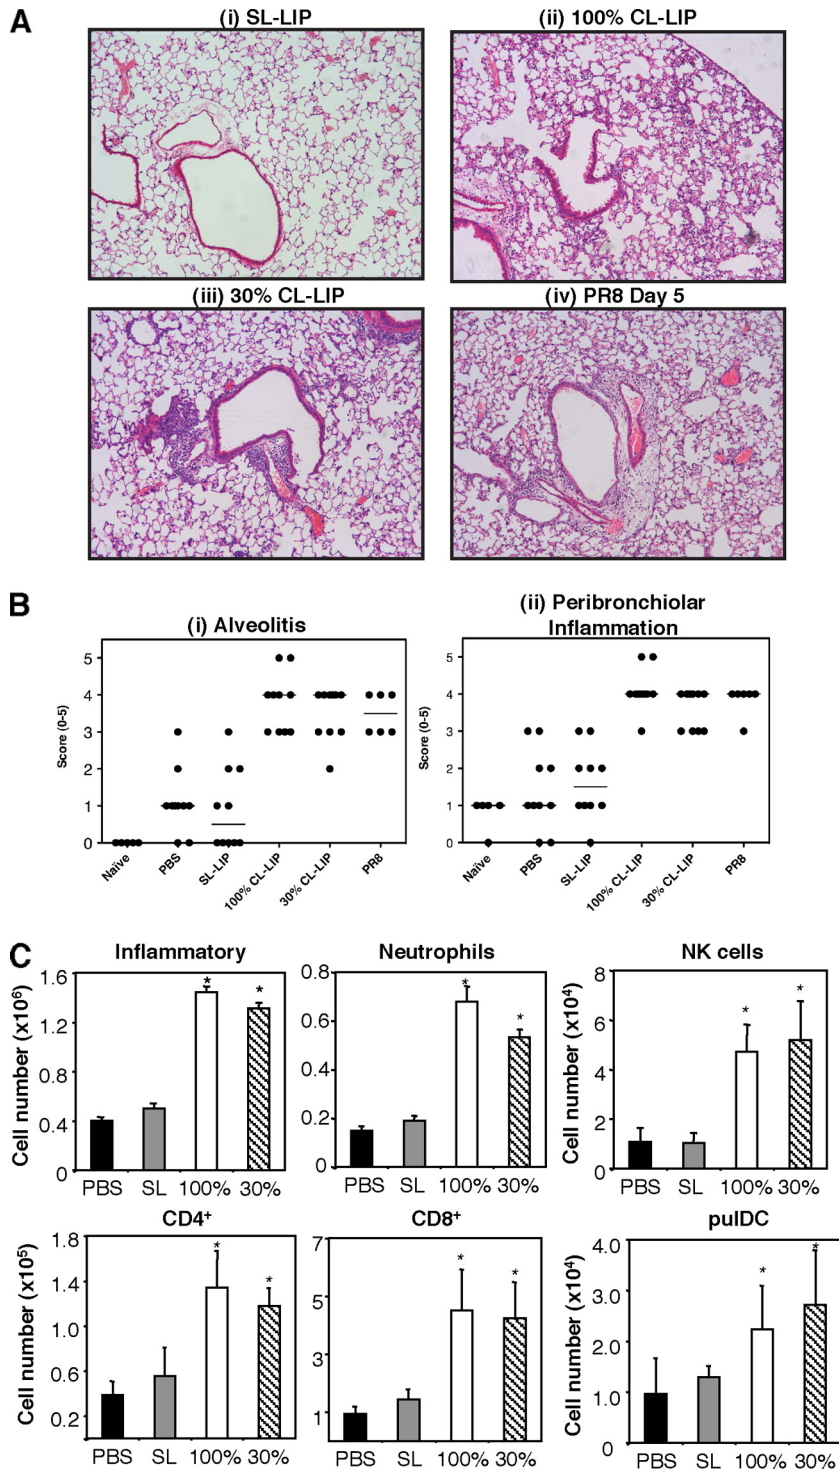 A
(i) SL-LIP
(ii) 100% CL-LIP
(iii) 30% CL-LIP
(iv) PR8 Day 5
B
(i) Alveolitis
Score (0-5)
5
4
3
2
1
0
Naïve
PBS
SL-LIP
100% CL-LIP
30% CL-LIP
PR8
(ii) Peribronchiolar
Inflammation
Score (0-5)
5
4
3
2
1
0
Naïve
PBS
SL-LIP
100% CL-LIP
30% CL-LIP
PR8
C
Inflammatory
Cell number (x10⁶)
1.6
1.2
0.8
0.4
0
* *
PBS SL 100% 30%
Neutrophils
0.8
0.6
0.4
0.2
0
* *
PBS SL 100% 30%
NK cells
Cell number (x10⁴)
8
6
4
2
0
* *
PBS SL 100% 30%
CD4⁺
Cell number (x10⁵)
1.8
1.4
1.0
0.6
0.2
* *
PBS SL 100% 30%
CD8⁺
7
5
3
1
* *
PBS SL 100% 30%
pulDC
Cell number (x10⁴)
4.0
3.0
2.0
1.0
0
* *
PBS SL 100% 30%